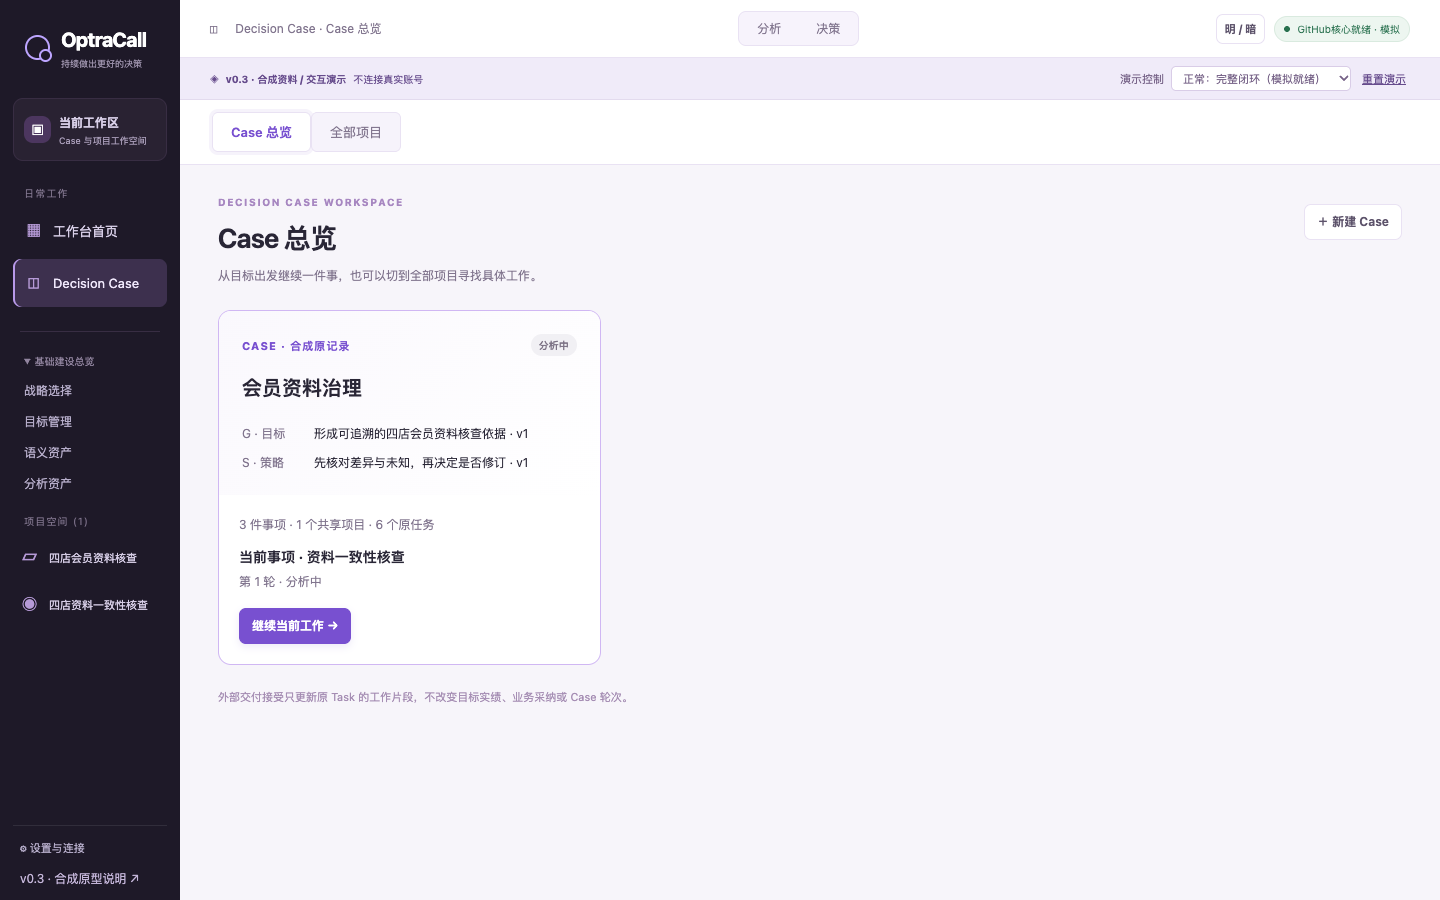 OptraCall
持续做出更好的决策
当前工作区
Case 与项目工作空间
日常工作
工作台首页
Decision Case
▼ 基础建设总览
战略选择
目标管理
语义资产
分析资产
项目空间 (1)
四店会员资料核查
四店资料一致性核查
设置与连接
v0.3 · 合成原型说明 ↗
Decision Case · Case 总览
分析
决策
明 / 暗
GitHub核心就绪 · 模拟
v0.3 · 合成资料 / 交互演示 不连接真实账号
演示控制
正常：完整闭环（模拟就绪）
重置演示
Case 总览
全部项目
DECISION CASE WORKSPACE
Case 总览
从目标出发继续一件事，也可以切到全部项目寻找具体工作。
＋ 新建 Case
CASE · 合成原记录
分析中
会员资料治理
G · 目标 形成可追溯的四店会员资料核查依据 · v1
S · 策略 先核对差异与未知，再决定是否修订 · v1
3 件事项 · 1 个共享项目 · 6 个原任务
当前事项 · 资料一致性核查
第 1 轮 · 分析中
继续当前工作 →
外部交付接受只更新原 Task 的工作片段，不改变目标实绩、业务采纳或 Case 轮次。